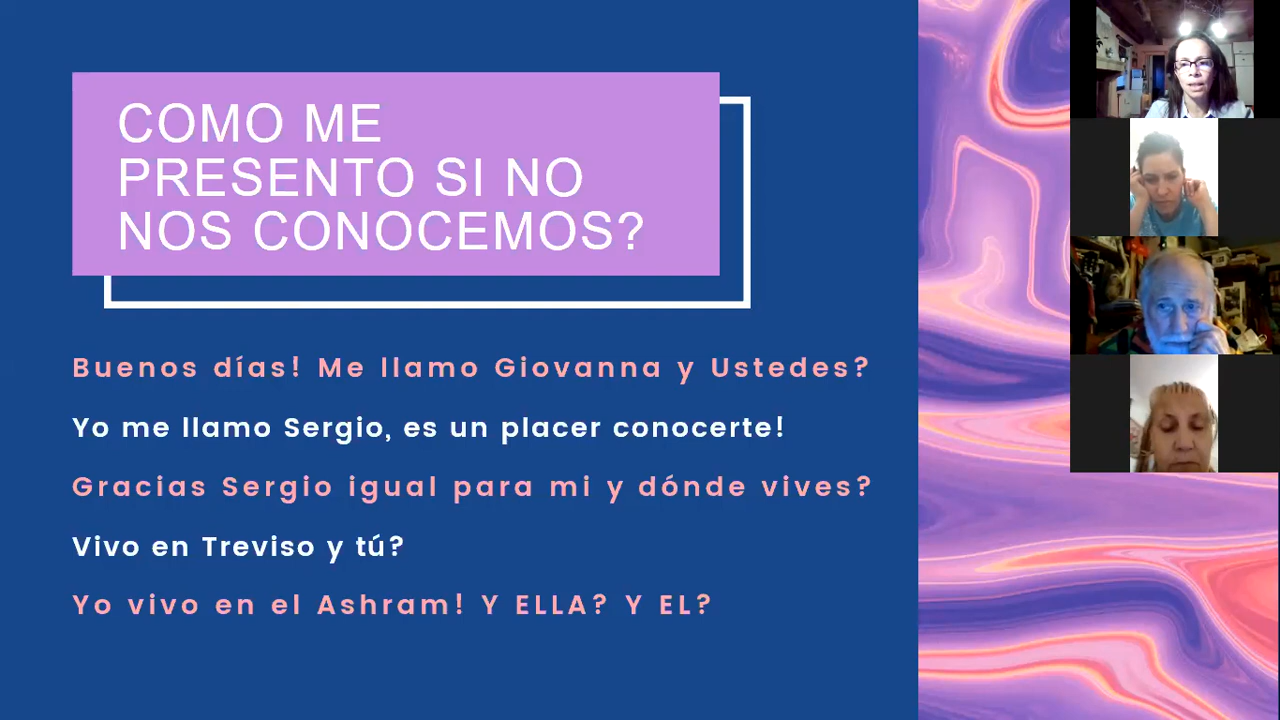 COMO ME
PRESENTO SI NO
NOS CONOCEMOS?
Buenos días! Me llamo Giovanna y Ustedes?
Yo me llamo Sergio, es un placer conocerte!
Gracias Sergio igual para mi y dónde vives?
Vivo en Treviso y tú?
Yo vivo en el Ashram! Y ELLA? Y EL?